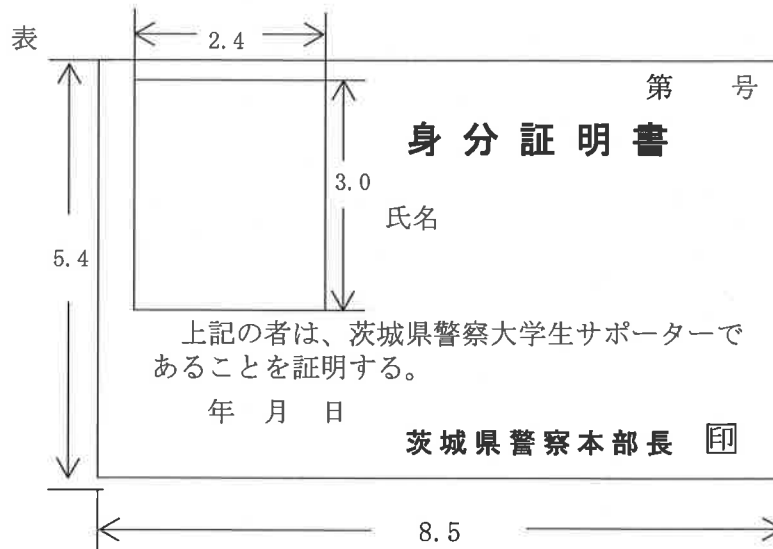 表
2.4
第 号
身分証明書
3.0
氏名
5.4
上記の者は、茨城県警察大学生サポーターで
あることを証明する。
年 月 日
茨城県警察本部長 印
8.5